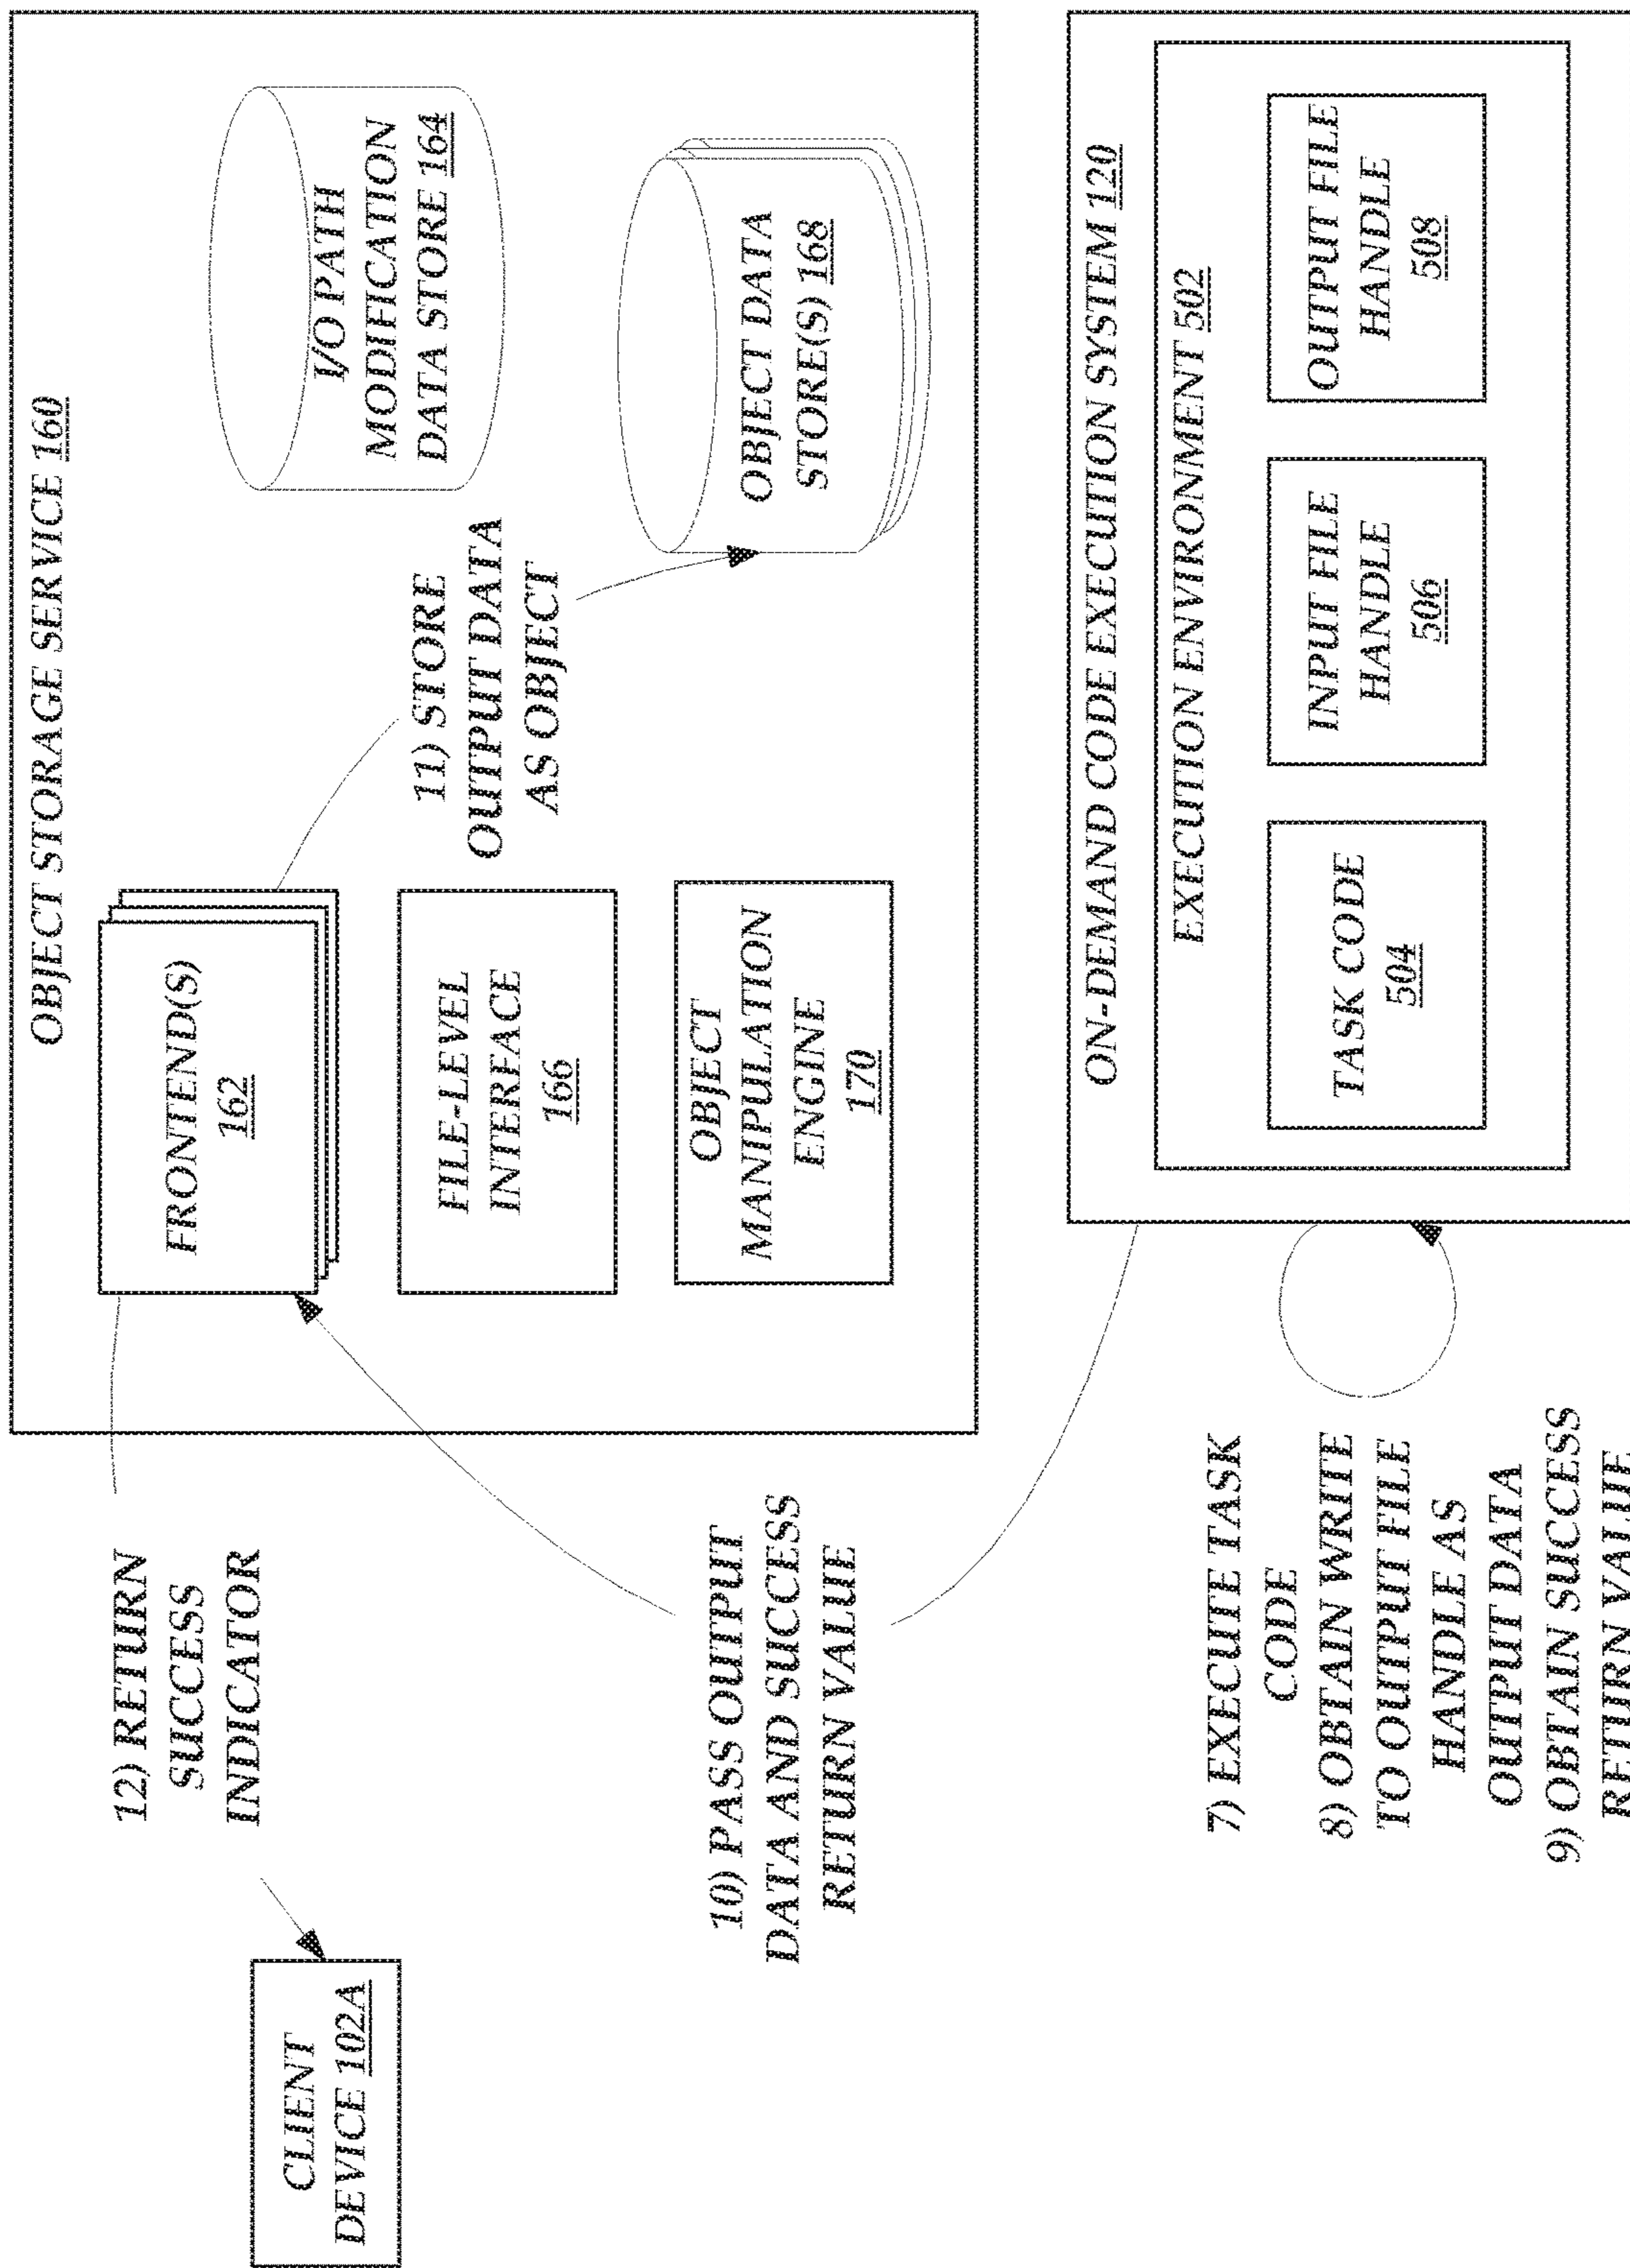 OBJECT STORAGE SERVICE 160
FRONTEND(S)
162
FILE-LEVEL
INTERFACE
166
OBJECT
MANIPULATION
ENGINE
170
I/O PATH
MODIFICATION
DATA STORE 164
OBJECT DATA
STORE(S) 168
11) STORE
OUTPUT DATA
AS OBJECT
12) RETURN
SUCCESS
INDICATOR
CLIENT
DEVICE 102A
10) PASS OUTPUT
DATA AND SUCCESS
RETURN VALUE
ON-DEMAND CODE EXECUTION SYSTEM 120
EXECUTION ENVIRONMENT 502
TASK CODE
504
INPUT FILE
HANDLE
506
OUTPUT FILE
HANDLE
508
7) EXECUTE TASK
CODE
8) OBTAIN WRITE
TO OUTPUT FILE
HANDLE AS
OUTPUT DATA
9) OBTAIN SUCCESS
RETURN VALUE